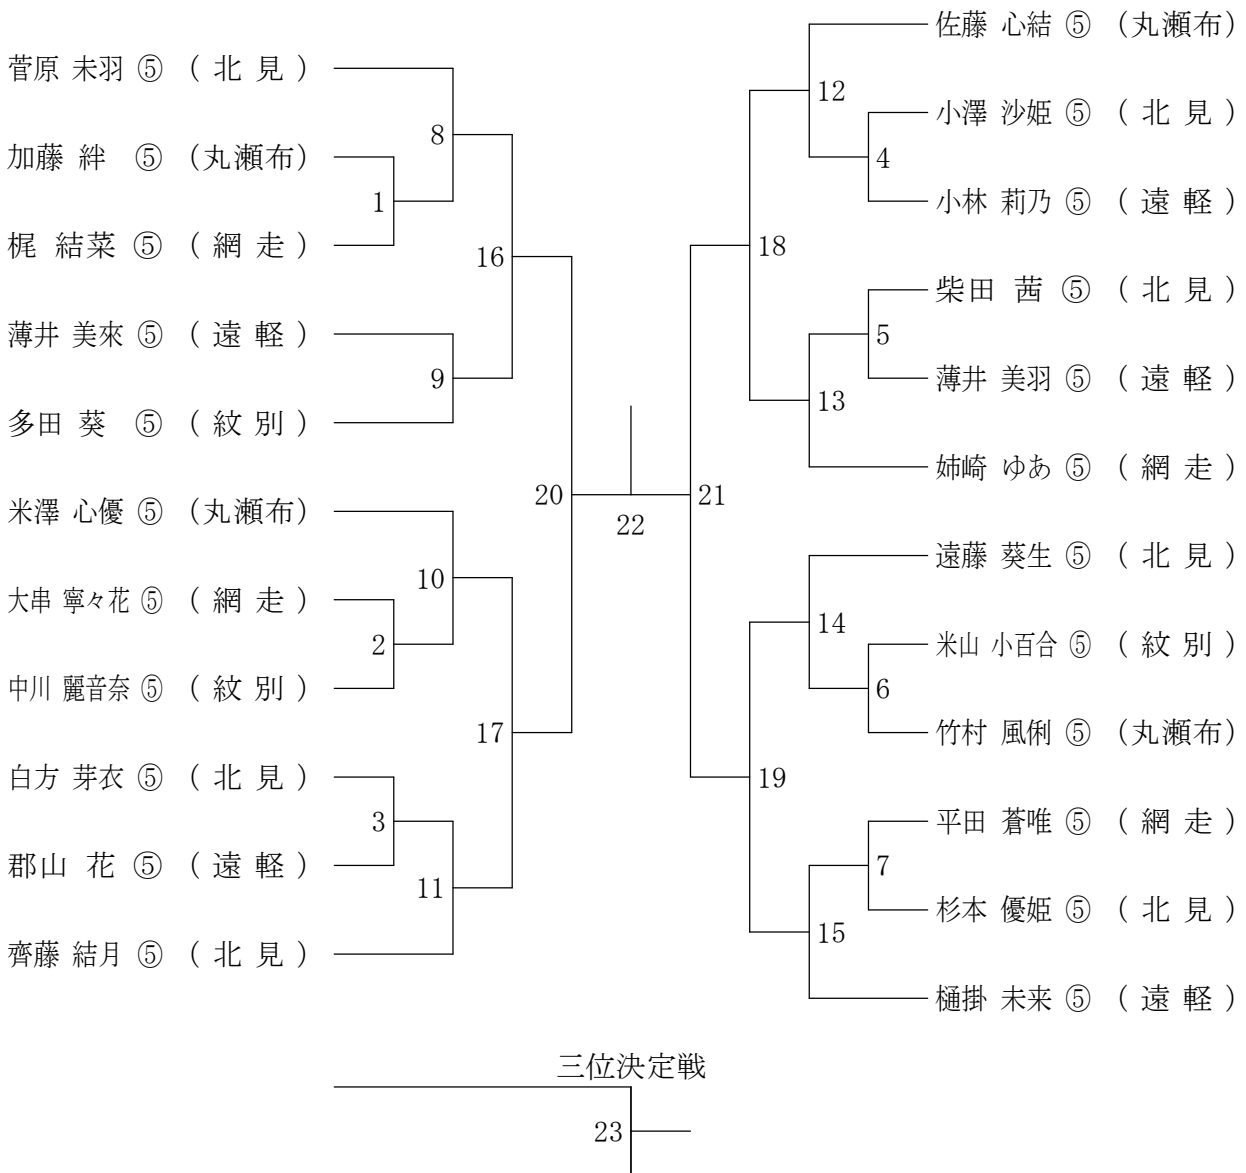 菅原 未羽 ⑤ （ 北 見 ）
加藤 絆 ⑤ （丸瀬布）
梶 結菜 ⑤ （ 網 走 ）
薄井 美來 ⑤ （ 遠 軽 ）
多田 葵 ⑤ （ 紋 別 ）
米澤 心優 ⑤ （丸瀬布）
大串 寧々花 ⑤ （ 網 走 ）
中川 麗音奈 ⑤ （ 紋 別 ）
白方 芽衣 ⑤ （ 北 見 ）
郡山 花 ⑤ （ 遠 軽 ）
齊藤 結月 ⑤ （ 北 見 ）
1
2
3
8
9
10
11
16
17
20
22
21
18
19
12
13
14
15
4
5
6
7
佐藤 心結 ⑤ （丸瀬布）
小澤 沙姫 ⑤ （ 北 見 ）
小林 莉乃 ⑤ （ 遠 軽 ）
柴田 茜 ⑤ （ 北 見 ）
薄井 美羽 ⑤ （ 遠 軽 ）
姉崎 ゆあ ⑤ （ 網 走 ）
遠藤 葵生 ⑤ （ 北 見 ）
米山 小百合 ⑤ （ 紋 別 ）
竹村 風俐 ⑤ （丸瀬布）
平田 蒼唯 ⑤ （ 網 走 ）
杉本 優姫 ⑤ （ 北 見 ）
樋掛 未来 ⑤ （ 遠 軽 ）
三位決定戦
23